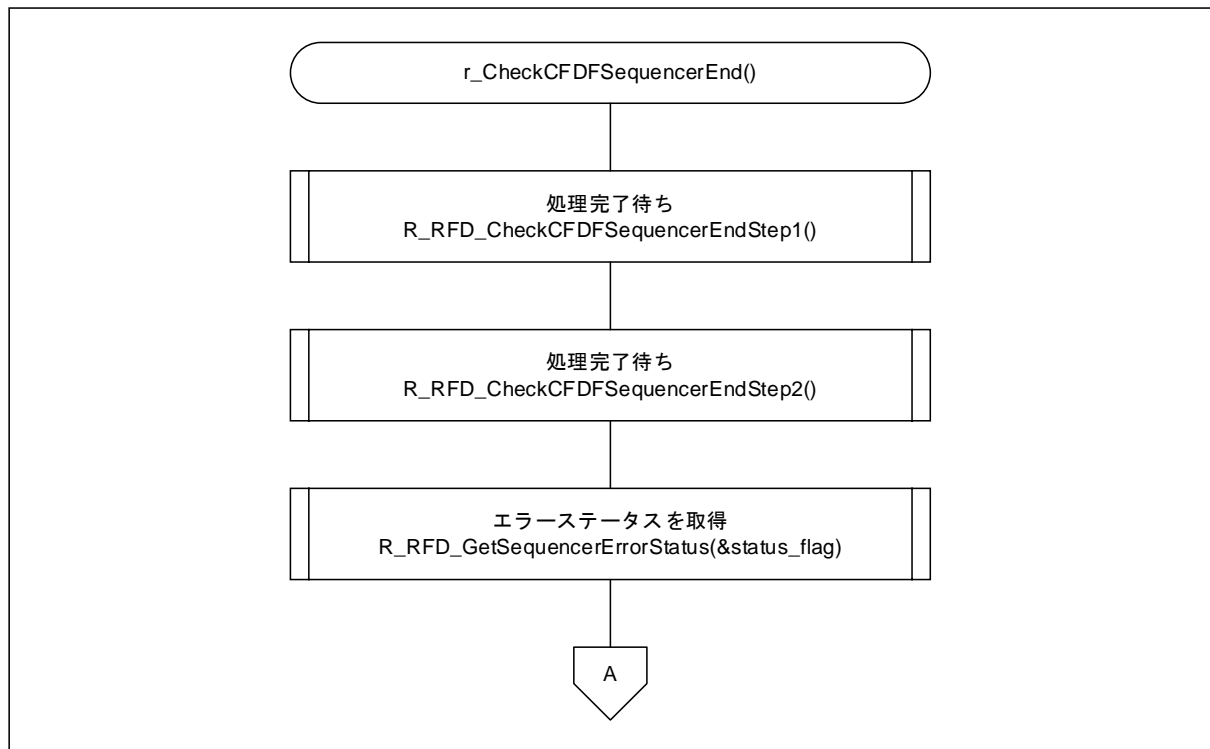 r_CheckCFDFSequencerEnd()
処理完了待ち
R_RFD_CheckCFDFSequencerEndStep1()
処理完了待ち
R_RFD_CheckCFDFSequencerEndStep2()
エラーステータスを取得
R_RFD_GetSequencerErrorStatus(&status_flag)
A